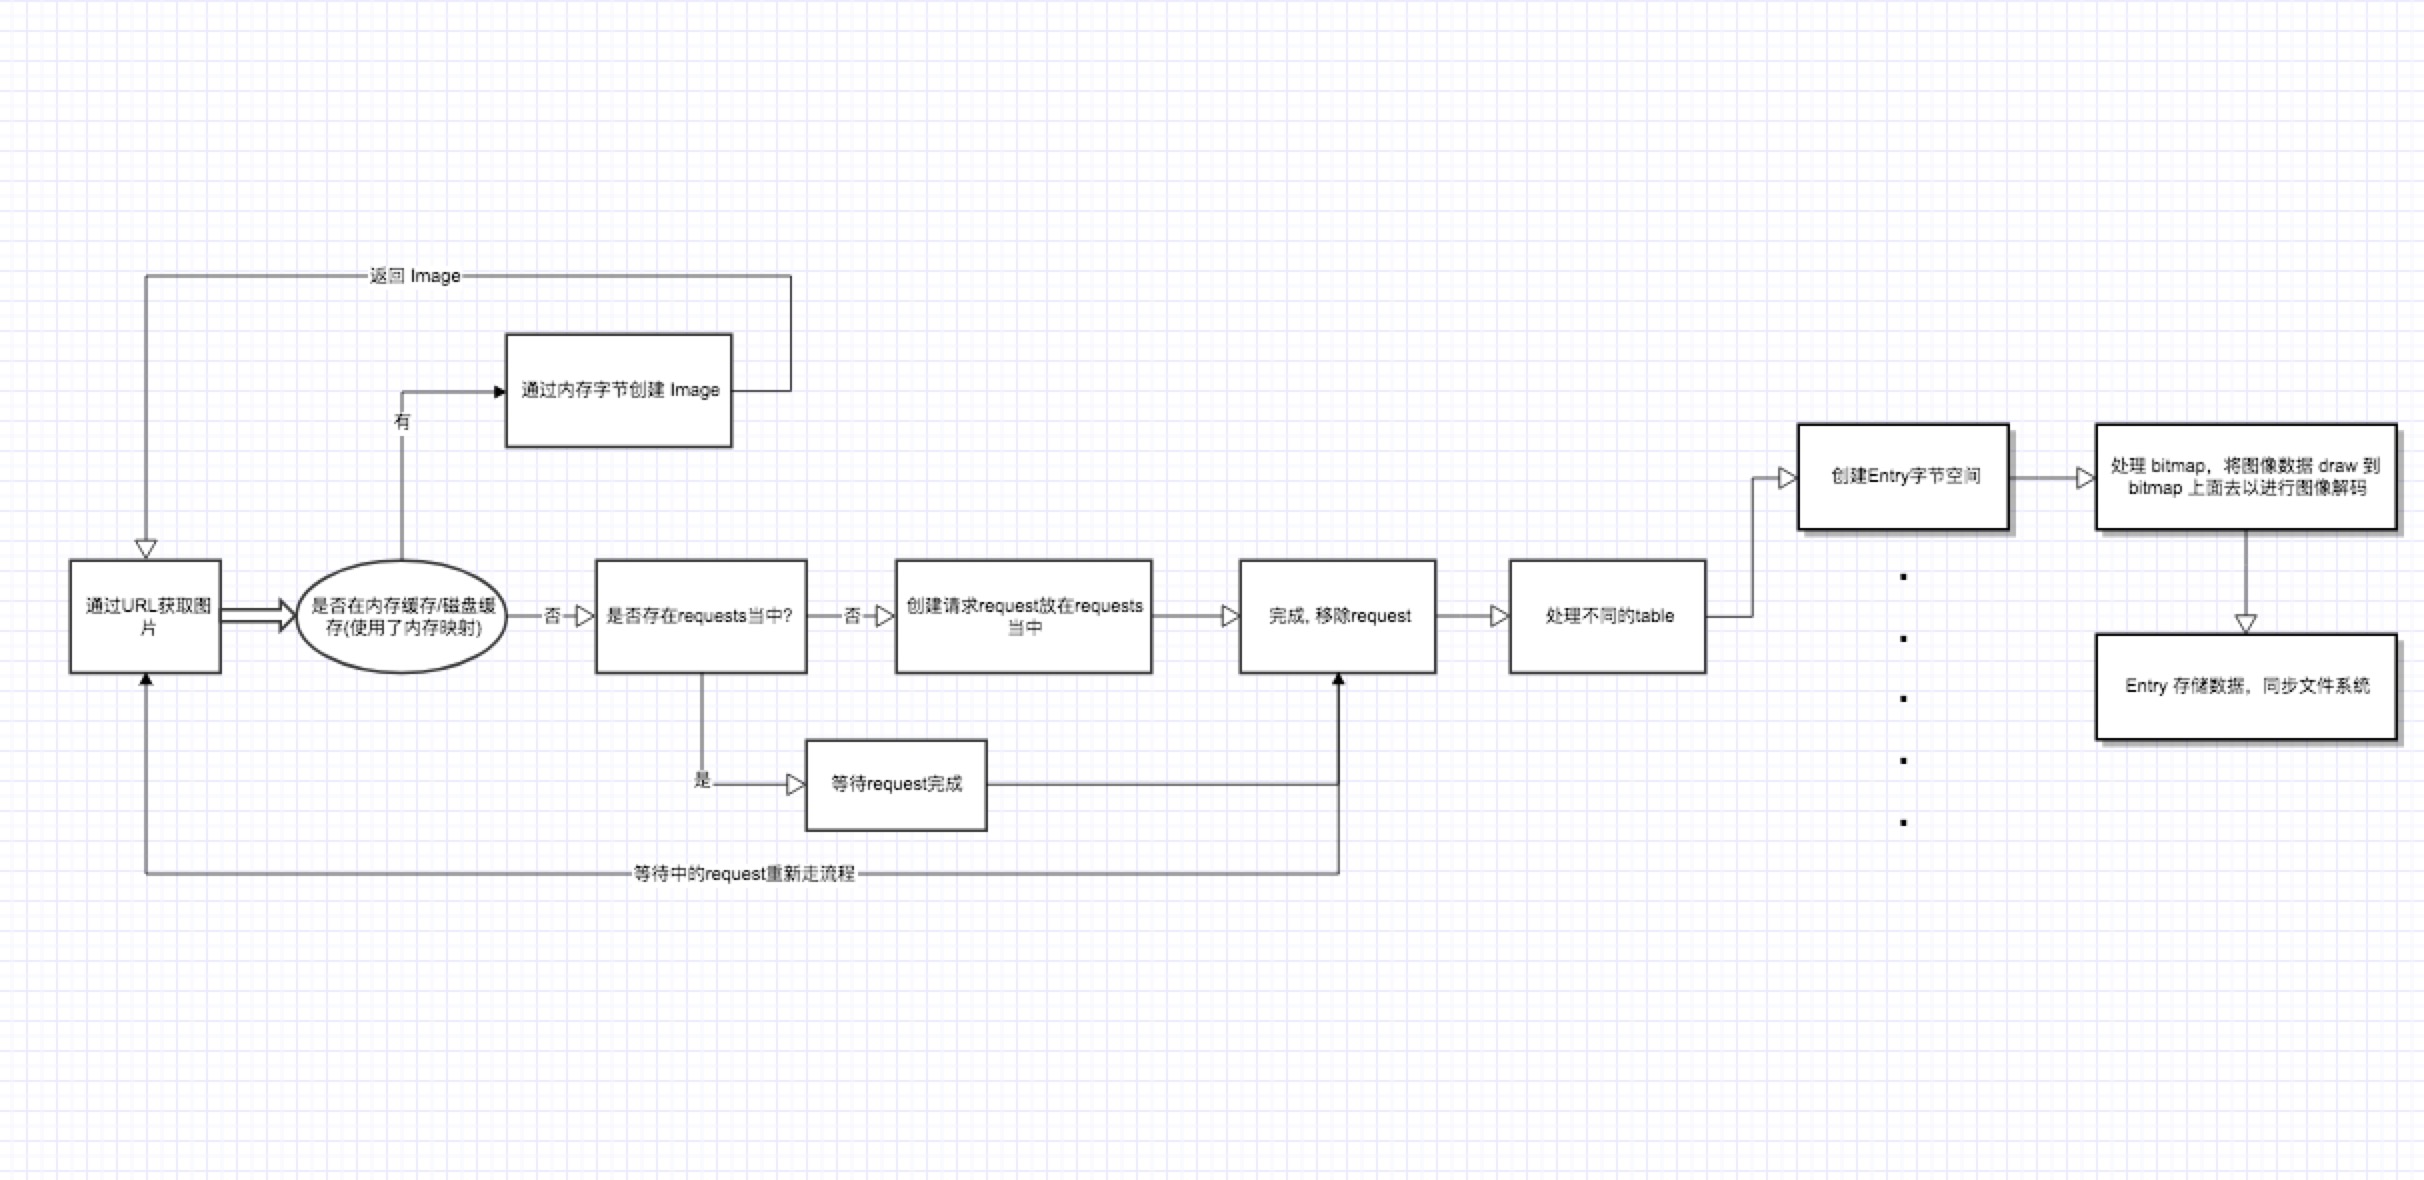 返回 Image
通过内存字节创建 Image
有
创建Entry字节空间
处理 bitmap，将图像数据 draw 到
bitmap 上面去以进行图像解码
通过URL获取图
片
是否在内存缓存/磁盘缓
存(使用了内存映射)
否
是否存在requests当中?
否
创建请求request放在requests
当中
完成, 移除request
处理不同的table
Entry 存储数据，同步文件系统
是
等待request完成
等待中的request重新走流程